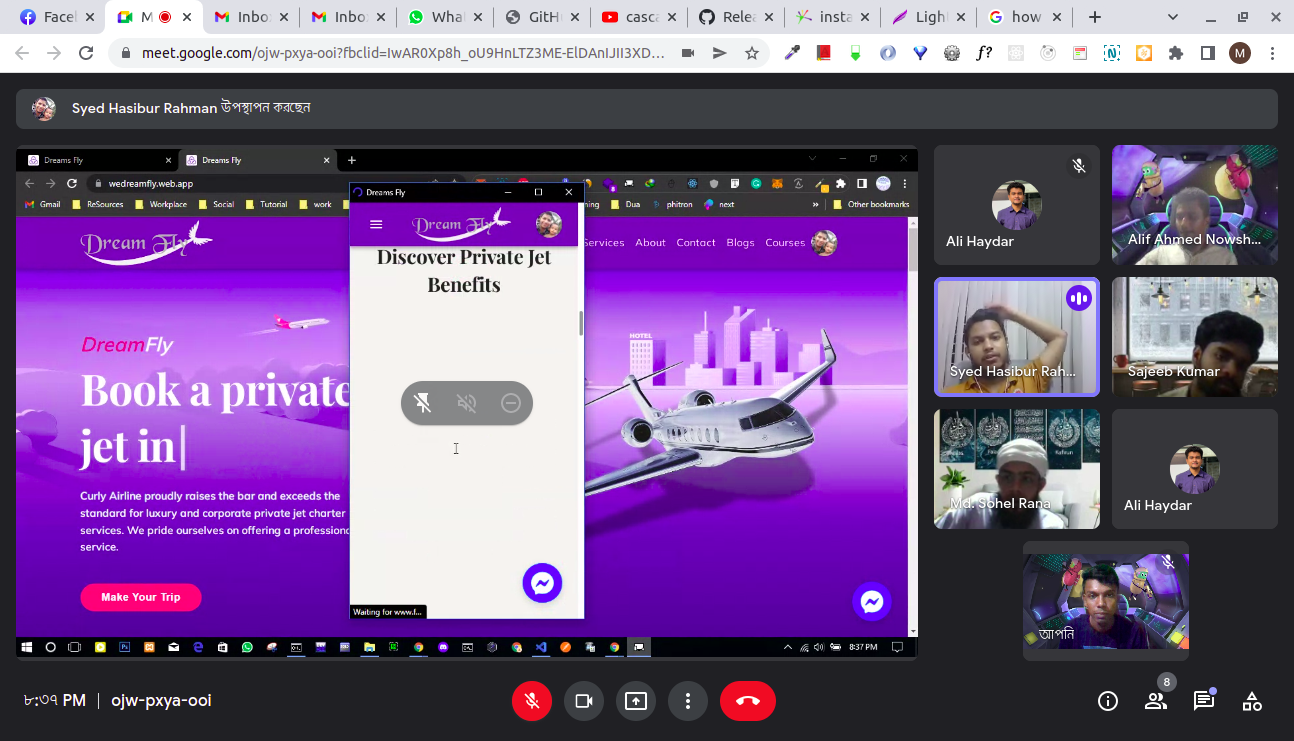 Facel
M
Inbo
Inbo
What
GitH
casca
Relea
insta
Ligh
how
meet.google.com/ojw-pxya-ooi?fbclid=IwAR0Xp8h_oU9HnLTZ3ME-ElDAnIJII3XD...
f?
M
Syed Hasibur Rahman উপস্থাপন করছেন
Dreams Fly
Dreams Fly
wedreamfly.web.app
Gmail
ReSources
Workplace
Social
Tutorial
work
ning
Dua
phitron
next
»
Other bookmarks
Dreams Fly
Dream Fly
Dream Fly
Services
About
Contact
Blogs
Courses
Discover Private Jet
Benefits
HOTEL
DreamFly
Book a private
jet in|
Curly Airline proudly raises the bar and exceeds the
standard for luxury and corporate private jet charter
services. We pride ourselves on offering a profession
service.
Make Your Trip
Waiting for www.f...
8:37 PM
Ali Haydar
Alif Ahmed Nowsh...
Syed Hasibur Rah...
Sajeeb Kumar
Md. Sohel Rana
Ali Haydar
আপনি
৮:৩৭ PM
ojw-pxya-ooi
8